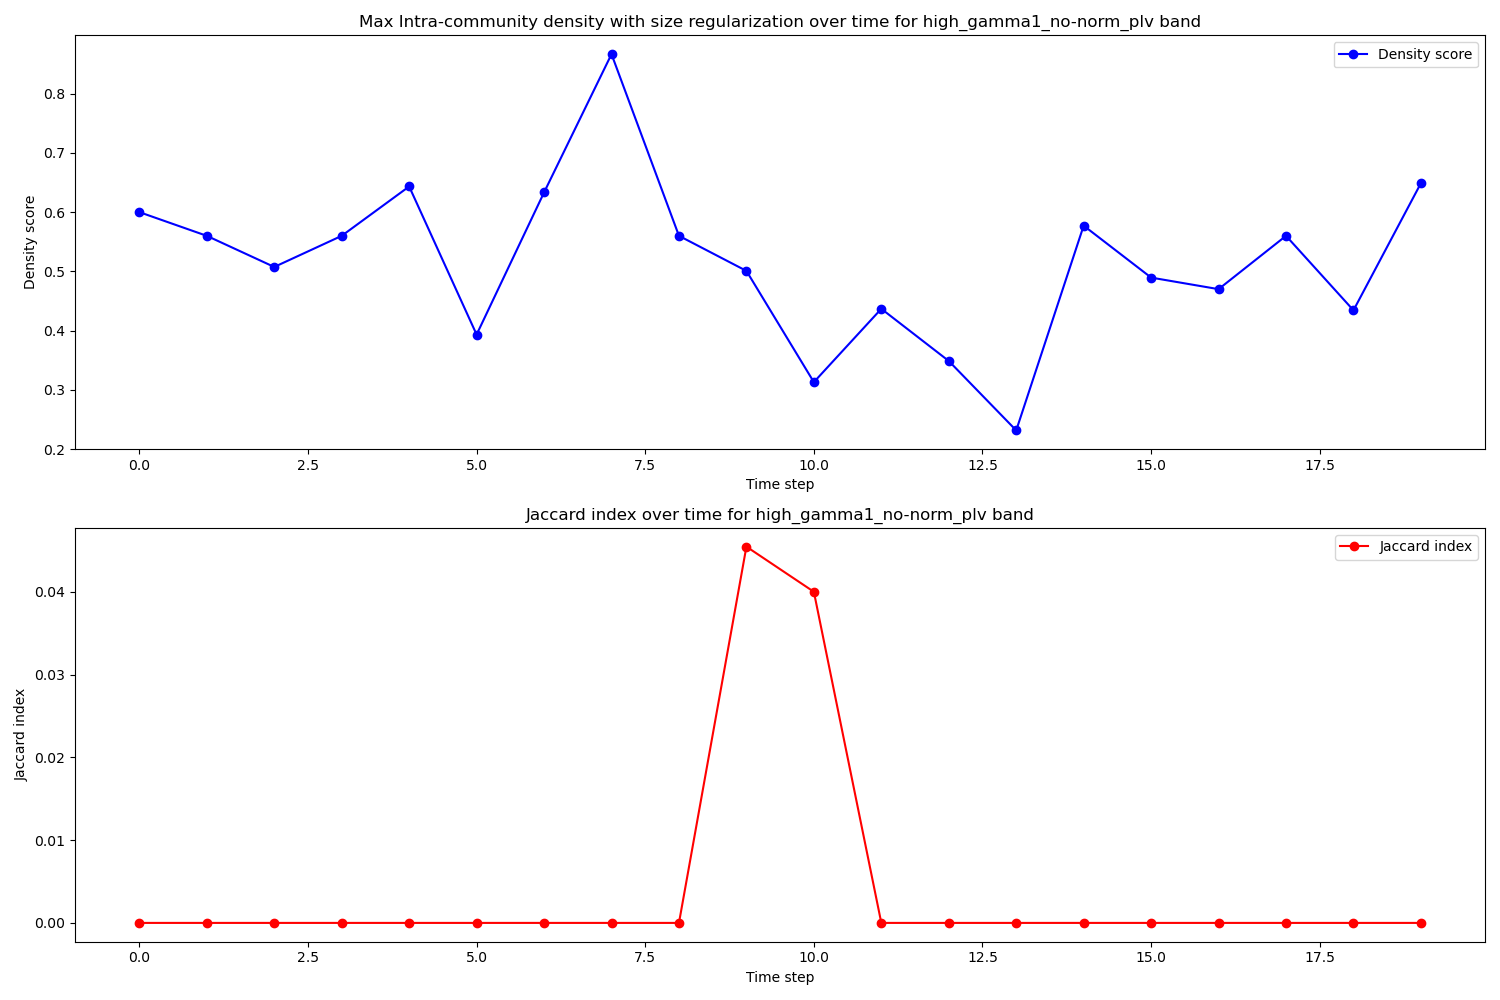 Max Intra-community density with size regularization over time for high_gamma1_no-norm_plv band
Density score
0.8
0.7
0.6
0.5
0.4
0.3
0.2
Density score
0.0 2.5 5.0 7.5 10.0 12.5 15.0 17.5
Time step
Jaccard index over time for high_gamma1_no-norm_plv band
Jaccard index
0.04
0.03
0.02
0.01
0.00
Jaccard index
0.0 2.5 5.0 7.5 10.0 12.5 15.0 17.5
Time step